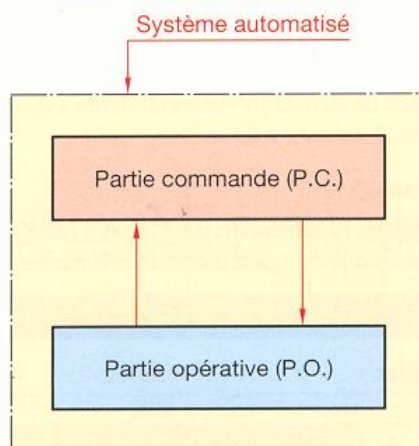 Système automatisé
Partie commande (P.C.)
Partie opérative (P.O.)